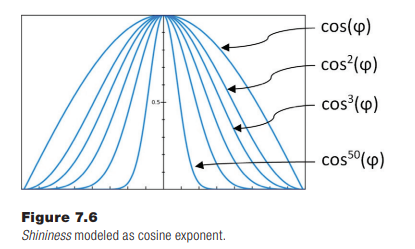 cos(φ)
cos²(φ)
0.5
cos³(φ)
cos⁵⁰(φ)
Figure 7.6
Shininess modeled as cosine exponent.